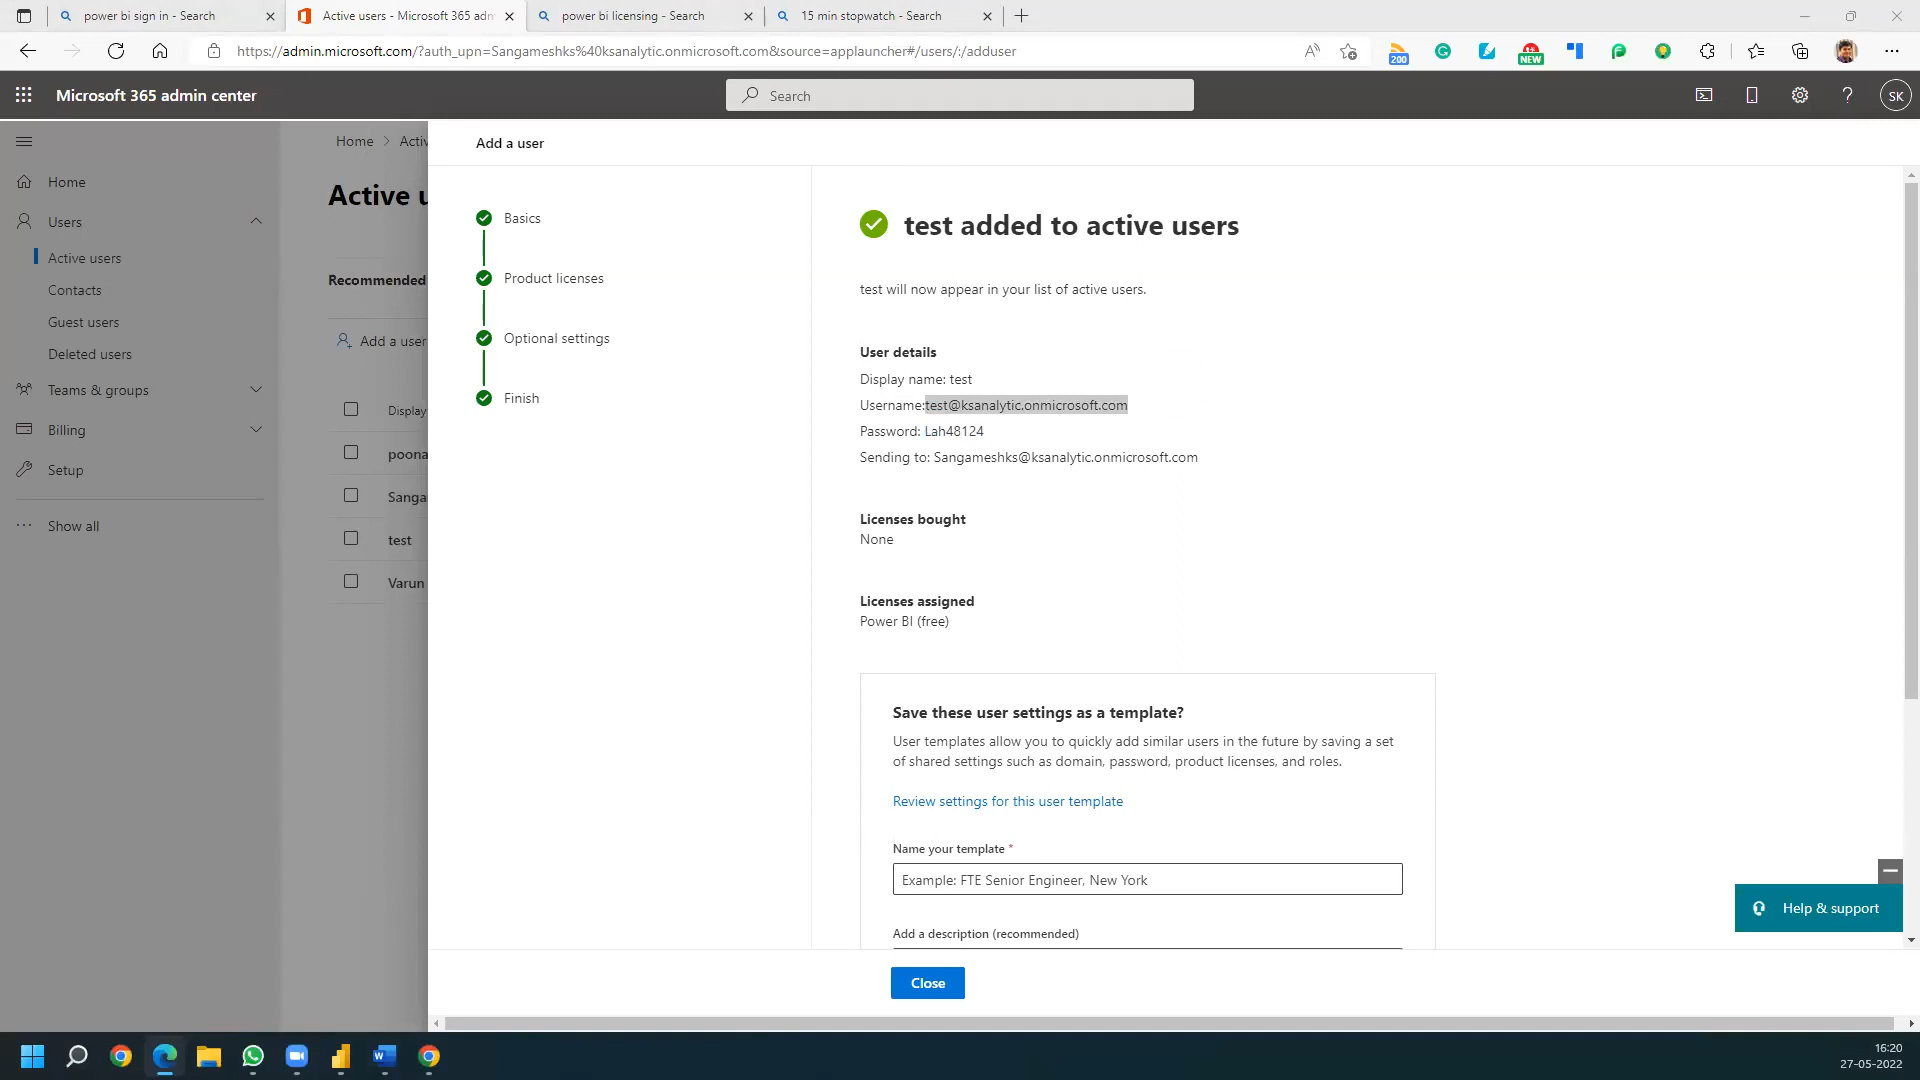 power bi sign in - Search
Active users - Microsoft 365 adm
power bi licensing - Search
15 min stopwatch - Search
https://admin.microsoft.com/?auth_upn=Sangameshks%40ksanalytic.onmicrosoft.com&source=applauncher#/users/:/adduser
200
NEW
Microsoft 365 admin center
Search
SK
Home
Users
Active users
Contacts
Guest users
Deleted users
Teams & groups
Billing
Setup
Show all
Home > Activ
Active u
Recommended
Add a user
Display
poona
Sanga
test
Varun
Add a user
Basics
Product licenses
Optional settings
Finish
test added to active users
test will now appear in your list of active users.
User details
Display name: test
Username:test@ksanalytic.onmicrosoft.com
Password: Lah48124
Sending to: Sangameshks@ksanalytic.onmicrosoft.com
Licenses bought
None
Licenses assigned
Power BI (free)
Save these user settings as a template?
User templates allow you to quickly add similar users in the future by saving a set
of shared settings such as domain, password, product licenses, and roles.
Review settings for this user template
Name your template *
Example: FTE Senior Engineer, New York
Add a description (recommended)
Help & support
Close
16:20
27-05-2022